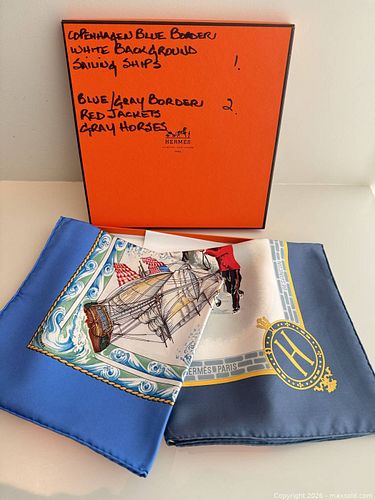 COPENHAGEN BLUE BORDER
WHITE BACKGROUND
SAILING SHIPS 1.
BLUE/GRAY BORDER 2.
RED JACKETS
GRAY HORSES
HERMES
PARIS
H
HERMÈS PARIS
Copyright 2026 - maxsold.com